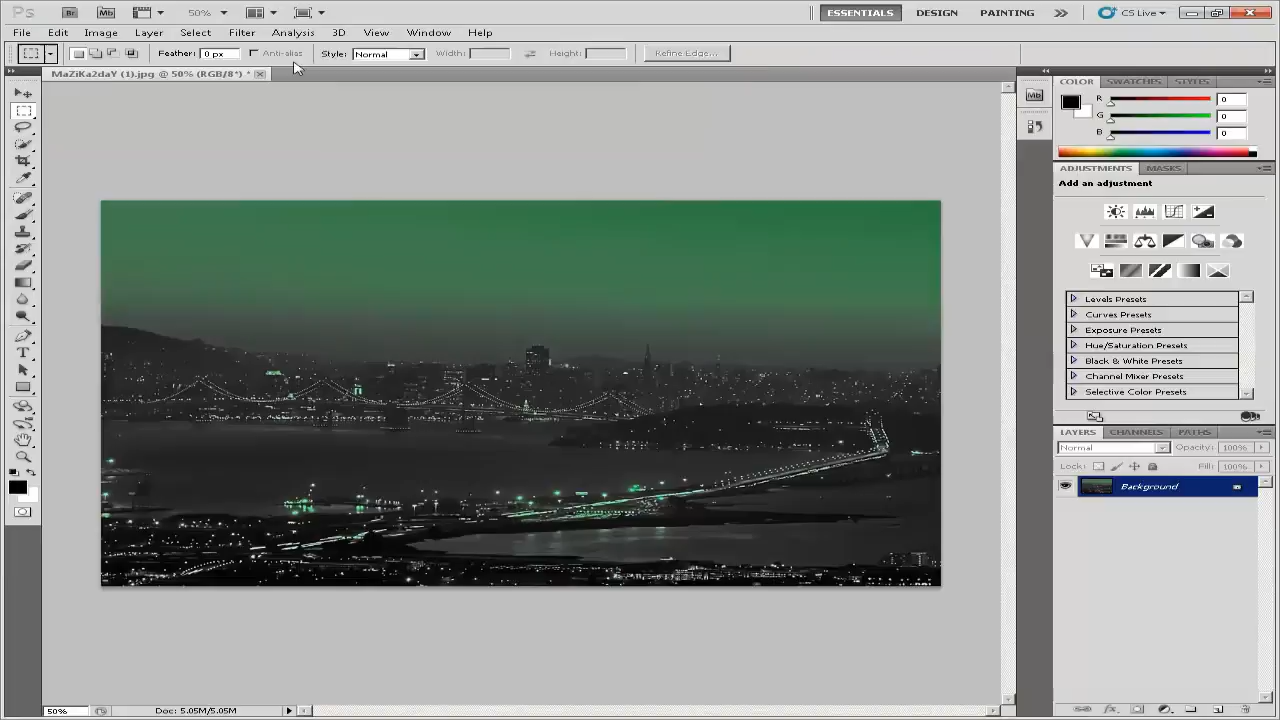 Ps Br Mb 50% ESSENTIALS DESIGN PAINTING CS Live
File Edit Image Layer Select Filter Analysis 3D View Window Help
Feather: 0 px Anti-alias Style: Normal Width: Height: Refine Edge...
MaZiKa2daY (1).jpg @ 50% (RGB/8*) *
COLOR SWATCHES STYLES
Mb
R 0
G 0
B 0
ADJUSTMENTS MASKS
Add an adjustment
Levels Presets
Curves Presets
Exposure Presets
Hue/Saturation Presets
Black & White Presets
Channel Mixer Presets
Selective Color Presets
LAYERS CHANNELS PATHS
Normal Opacity: 100%
Lock: Fill: 100%
Background
50% Doc: 5.05M/5.05M